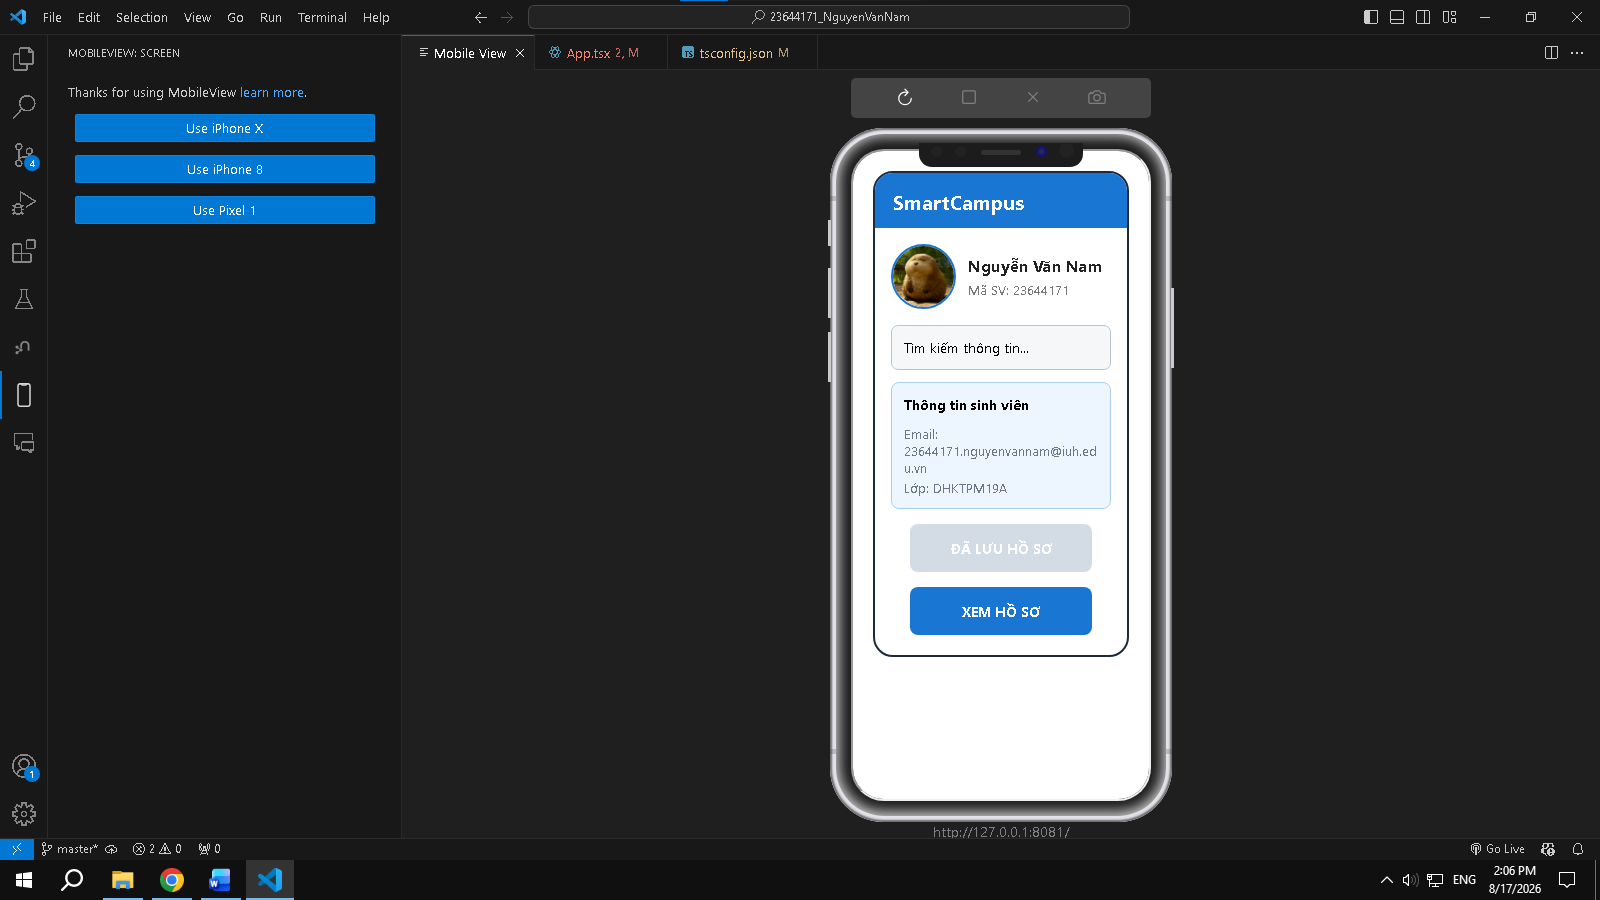 File Edit Selection View Go Run Terminal Help
23644171_NguyenVanNam
MOBILEVIEW: SCREEN
Mobile View
App.tsx 2, M
tsconfig.json M
Thanks for using MobileView learn more.
Use iPhone X
Use iPhone 8
Use Pixel 1
4
SmartCampus
Nguyễn Văn Nam
Mã SV: 23644171
Tìm kiếm thông tin...
Thông tin sinh viên
Email:
23644171.nguyenvannam@iuh.ed
u.vn
Lớp: DHKTPM19A
ĐÃ LƯU HỒ SƠ
XEM HỒ SƠ
1
http://127.0.0.1:8081/
master* 2 0 0
Go Live
ENG
2:06 PM
8/17/2026